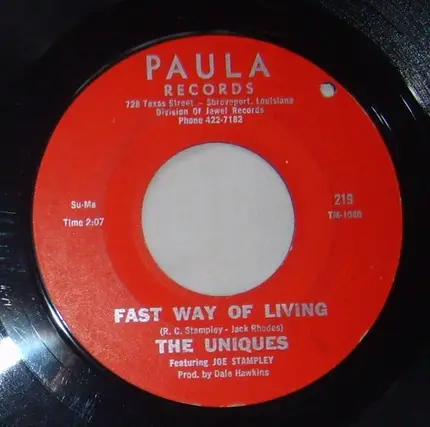 PAULA
RECORDS
728 Texas Street - Shreveport, Louisiana
Division Of Jewel Records
Phone 422-7182
Su-Ma
Time 2:07
219
TM-1080
FAST WAY OF LIVING
(R. C. Stampley - Jack Rhodes)
THE UNIQUES
Featuring JOE STAMPLEY
Prod. by Dale Hawkins